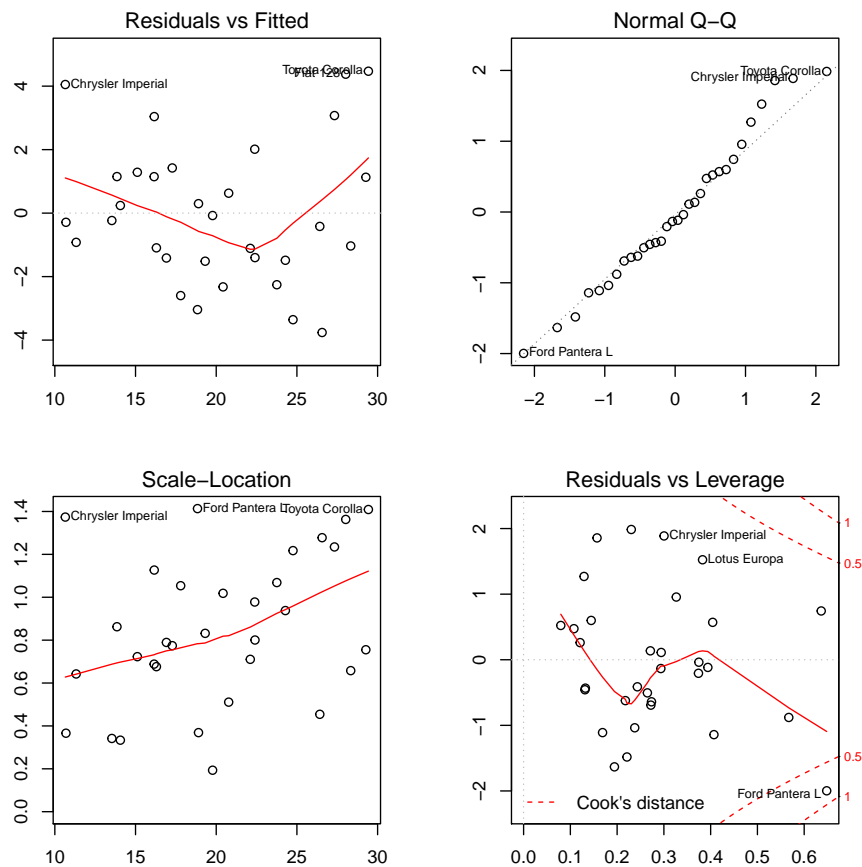 Residuals vs Fitted
Toyota Corolla
Fiat 128
Chrysler Imperial
4
2
0
−2
−4
10 15 20 25 30
Normal Q−Q
Toyota Corolla
Chrysler Imperial
Ford Pantera L
2
1
0
−1
−2
−2 −1 0 1 2
Scale−Location
Chrysler Imperial
Ford Pantera L
Toyota Corolla
1.4
1.2
1.0
0.8
0.6
0.4
0.2
0.0
10 15 20 25 30
Residuals vs Leverage
Chrysler Imperial
Lotus Europa
Ford Pantera L
Cook's distance
2
1
0
−1
−2
1
0.5
0.5
1
0.0 0.1 0.2 0.3 0.4 0.5 0.6